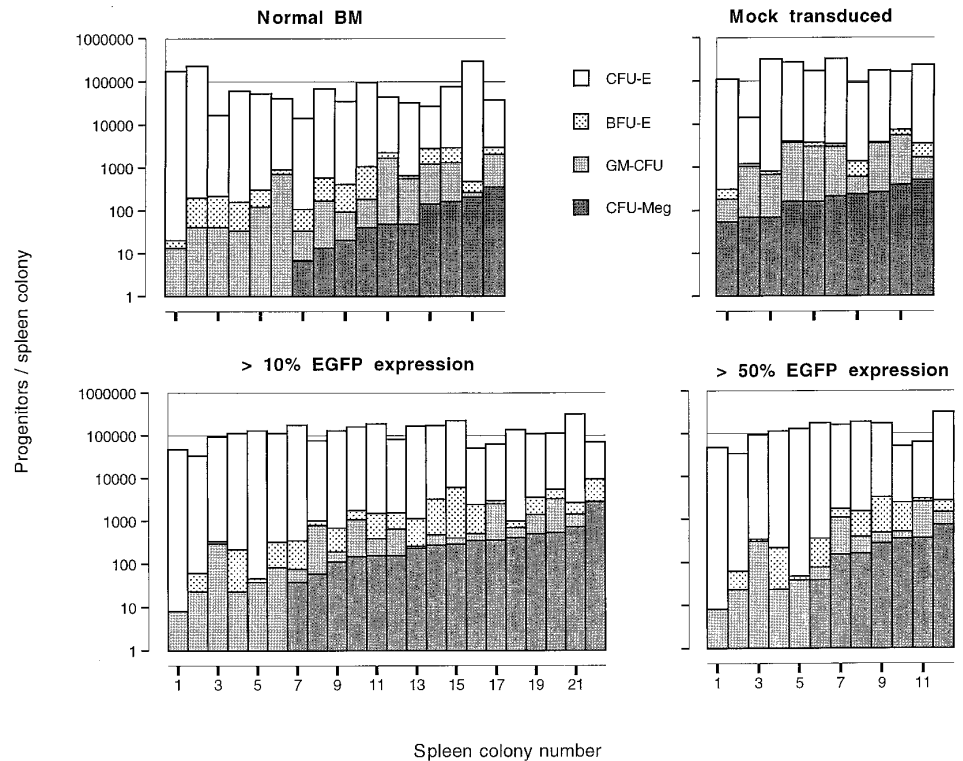 Normal BM
Mock transduced
1000000
100000
10000
1000
100
10
1
CFU-E
BFU-E
GM-CFU
CFU-Meg
Progenitors / spleen colony
> 10% EGFP expression
> 50% EGFP expression
1000000
100000
10000
1000
100
10
1
1 3 5 7 9 11 13 15 17 19 21
1 3 5 7 9 11
Spleen colony number